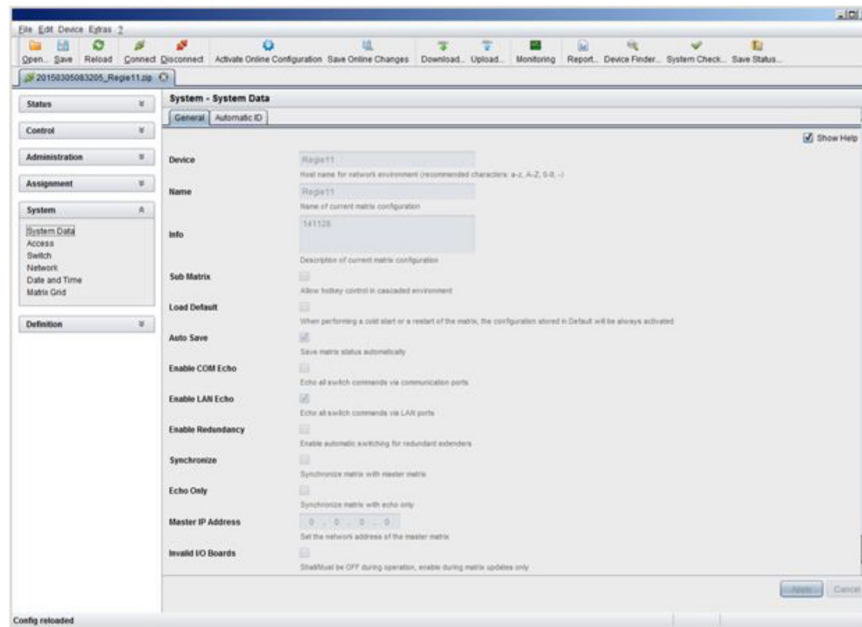 File Edit Device Extras ?
Open... Save Reload Connect Disconnect Activate Online Configuration Save Online Changes Download... Upload... Monitoring Report... Device Finder... System Check... Save Status...
20150305083205_Regie11.zip
Status
Control
Administration
Assignment
System
System Data
Access
Switch
Network
Date and Time
Matrix Grid
Definition
System - System Data
General Automatic ID
Show Help
Device Regie11
Host name for network environment (recommended characters: a-z, A-Z, 0-9, -)
Name Regie11
Name of current matrix configuration
Info 141128
Description of current matrix configuration
Sub Matrix
Allow hotkey control in cascaded environment
Load Default
When performing a cold start or a restart of the matrix, the configuration stored in Default will be always activated
Auto Save
Save matrix status automatically
Enable COM Echo
Echo all switch commands via communication ports
Enable LAN Echo
Echo all switch commands via LAN ports
Enable Redundancy
Enable automatic switching for redundant extenders
Synchronize
Synchronize matrix with master matrix
Echo Only
Synchronize matrix with echo only
Master IP Address 0 . 0 . 0 . 0
Set the network address of the master matrix
Invalid I/O Boards
Shall/Must be OFF during operation, enable during matrix updates only
Apply Cancel
Config reloaded